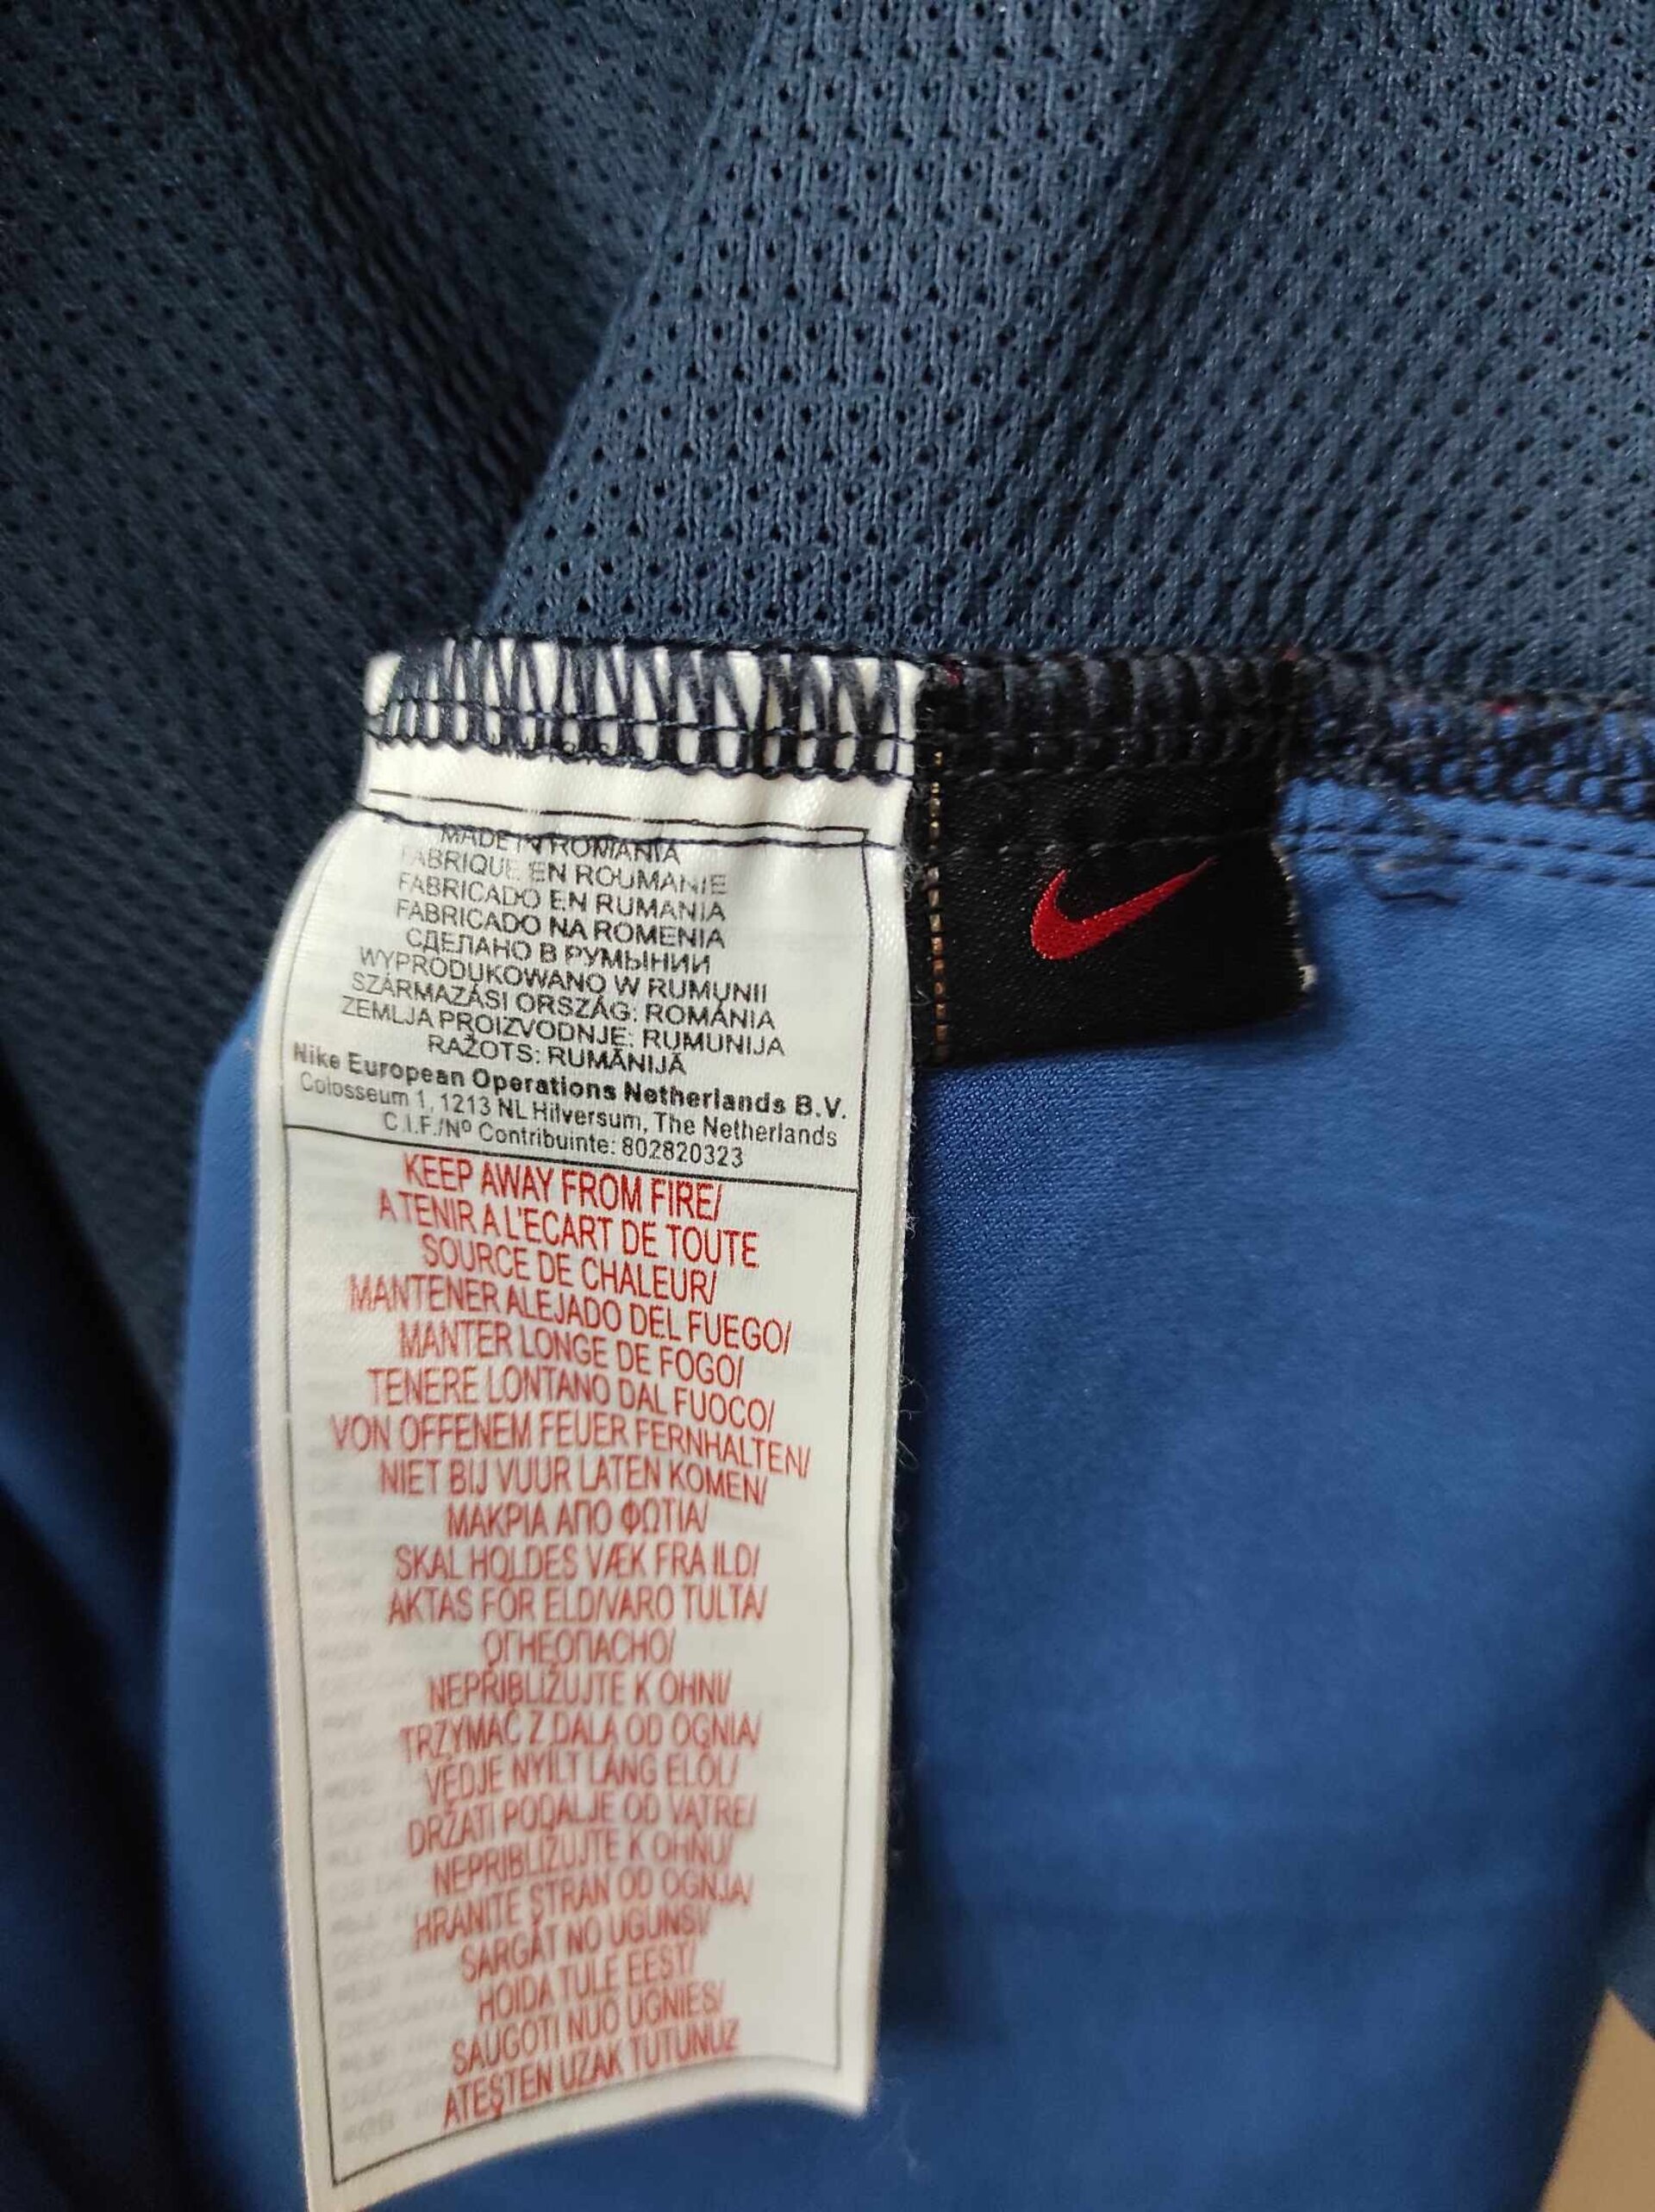 MADE IN ROMANIA
FABRIQUE EN ROUMANIE
FABRICADO EN RUMANIA
FABRICADO NA ROMENIA
СДЕЛАНО В РУМЫНИИ
WYPRODUKOWANO W RUMUNII
SZÁRMAZÁSI ORSZÁG: ROMÁNIA
ZEMLJA PROIZVODNJE: RUMUNIJA
RAŽOTS: RUMĀNIJĀ
Nike European Operations Netherlands B.V.
Colosseum 1, 1213 NL Hilversum, The Netherlands
C.I.F./Nº Contribuinte: 802820323
KEEP AWAY FROM FIRE/
A TENIR A L'ECART DE TOUTE
SOURCE DE CHALEUR/
MANTENER ALEJADO DEL FUEGO/
MANTER LONGE DE FOGO/
TENERE LONTANO DAL FUOCO/
VON OFFENEM FEUER FERNHALTEN/
NIET BIJ VUUR LATEN KOMEN/
ΜΑΚΡΙΑ ΑΠΟ ΦΩΤΙΑ/
SKAL HOLDES VÆK FRA ILD/
AKTAS FÖR ELD/VARO TULTA/
ОГНЕОПАСНО/
NEPŘIBLIŽUJTE K OHNI/
TRZYMAĆ Z DALA OD OGNIA/
VÉDJE NYÍLT LÁNG ELŐL/
DRŽATI PODALJE OD VATRE/
NEPRIBLIŽUJTE K OHŇU/
HRANITE STRAN OD OGNJA/
SARGĀT NO UGUNS/
HOIDA TULE EEST/
SAUGOTI NUO UGNIES/
ATEŞTEN UZAK TUTUNUZ